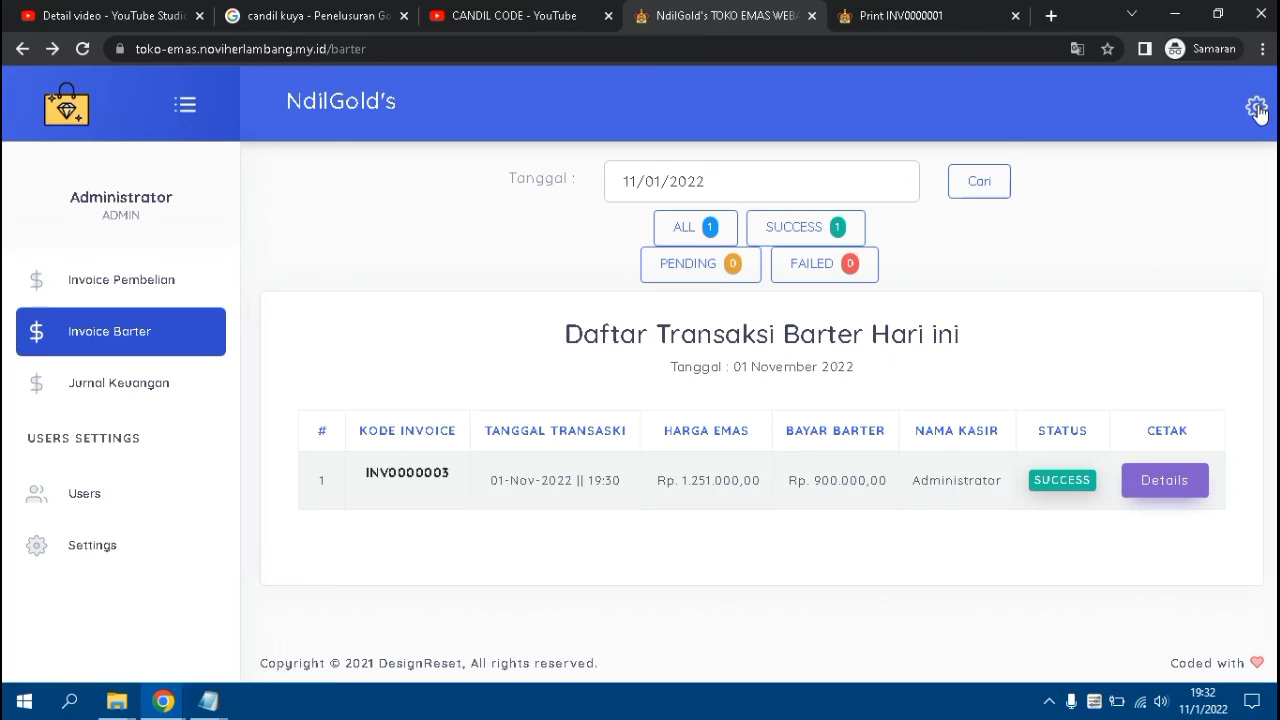 Detail video - YouTube Studi
candil kuya - Penelusuran Go
CANDIL CODE - YouTube
NdilGold's TOKO EMAS WEBA
Print INV0000001
toko-emas.noviherlambang.my.id/barter
Samaran
NdilGold's
Administrator
ADMIN
Invoice Pembelian
Invoice Barter
Jurnal Keuangan
USERS SETTINGS
Users
Settings
Tanggal :
11/01/2022
Cari
ALL 1
SUCCESS 1
PENDING 0
FAILED 0
Daftar Transaksi Barter Hari ini
Tanggal : 01 November 2022
# KODE INVOICE TANGGAL TRANSASKI HARGA EMAS BAYAR BARTER NAMA KASIR STATUS CETAK
1 INV0000003 01-Nov-2022 || 19:30 Rp. 1.251.000,00 Rp. 900.000,00 Administrator SUCCESS Details
Copyright © 2021 DesignReset, All rights reserved.
Coded with
19:32
11/1/2022